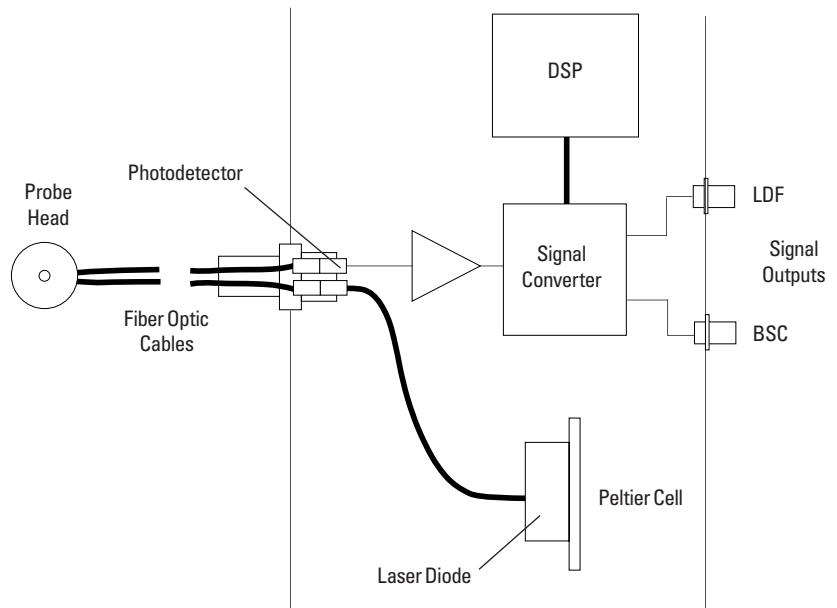 DSP
Photodetector
Probe
Head
LDF
Signal
Converter
Signal
Outputs
Fiber Optic
Cables
BSC
Peltier Cell
Laser Diode